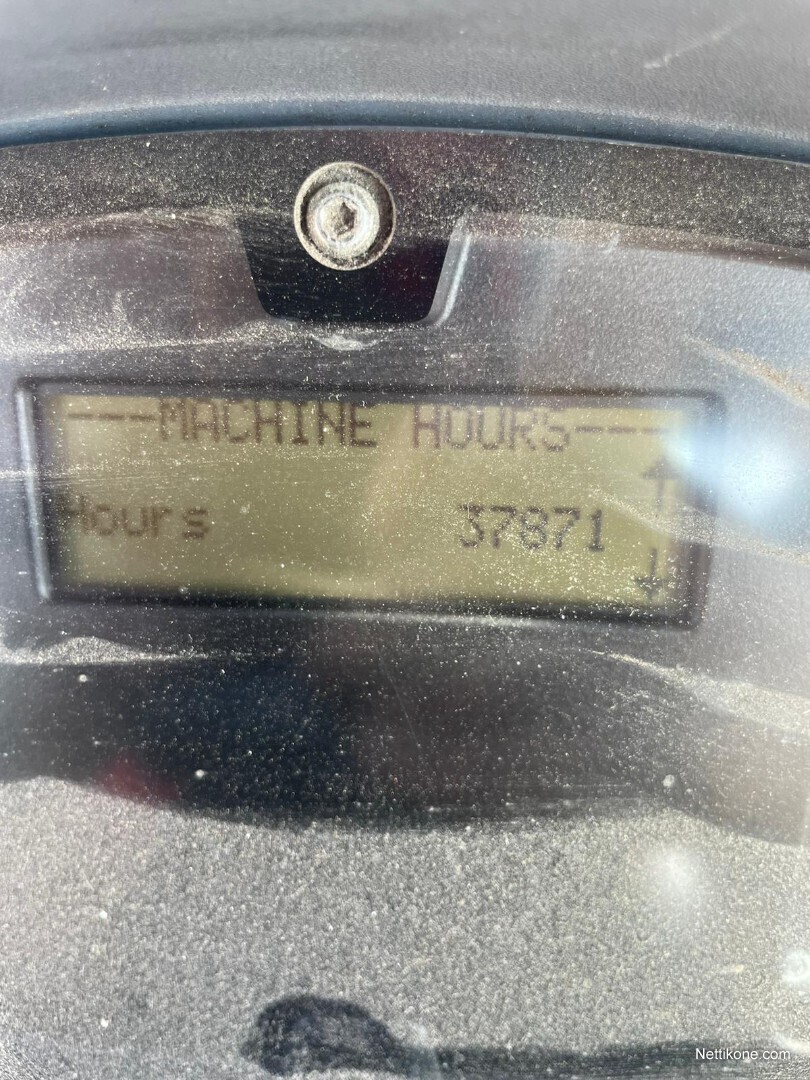 ---MACHINE HOURS---
↑
Hours 37871
↓
Nettikone.com